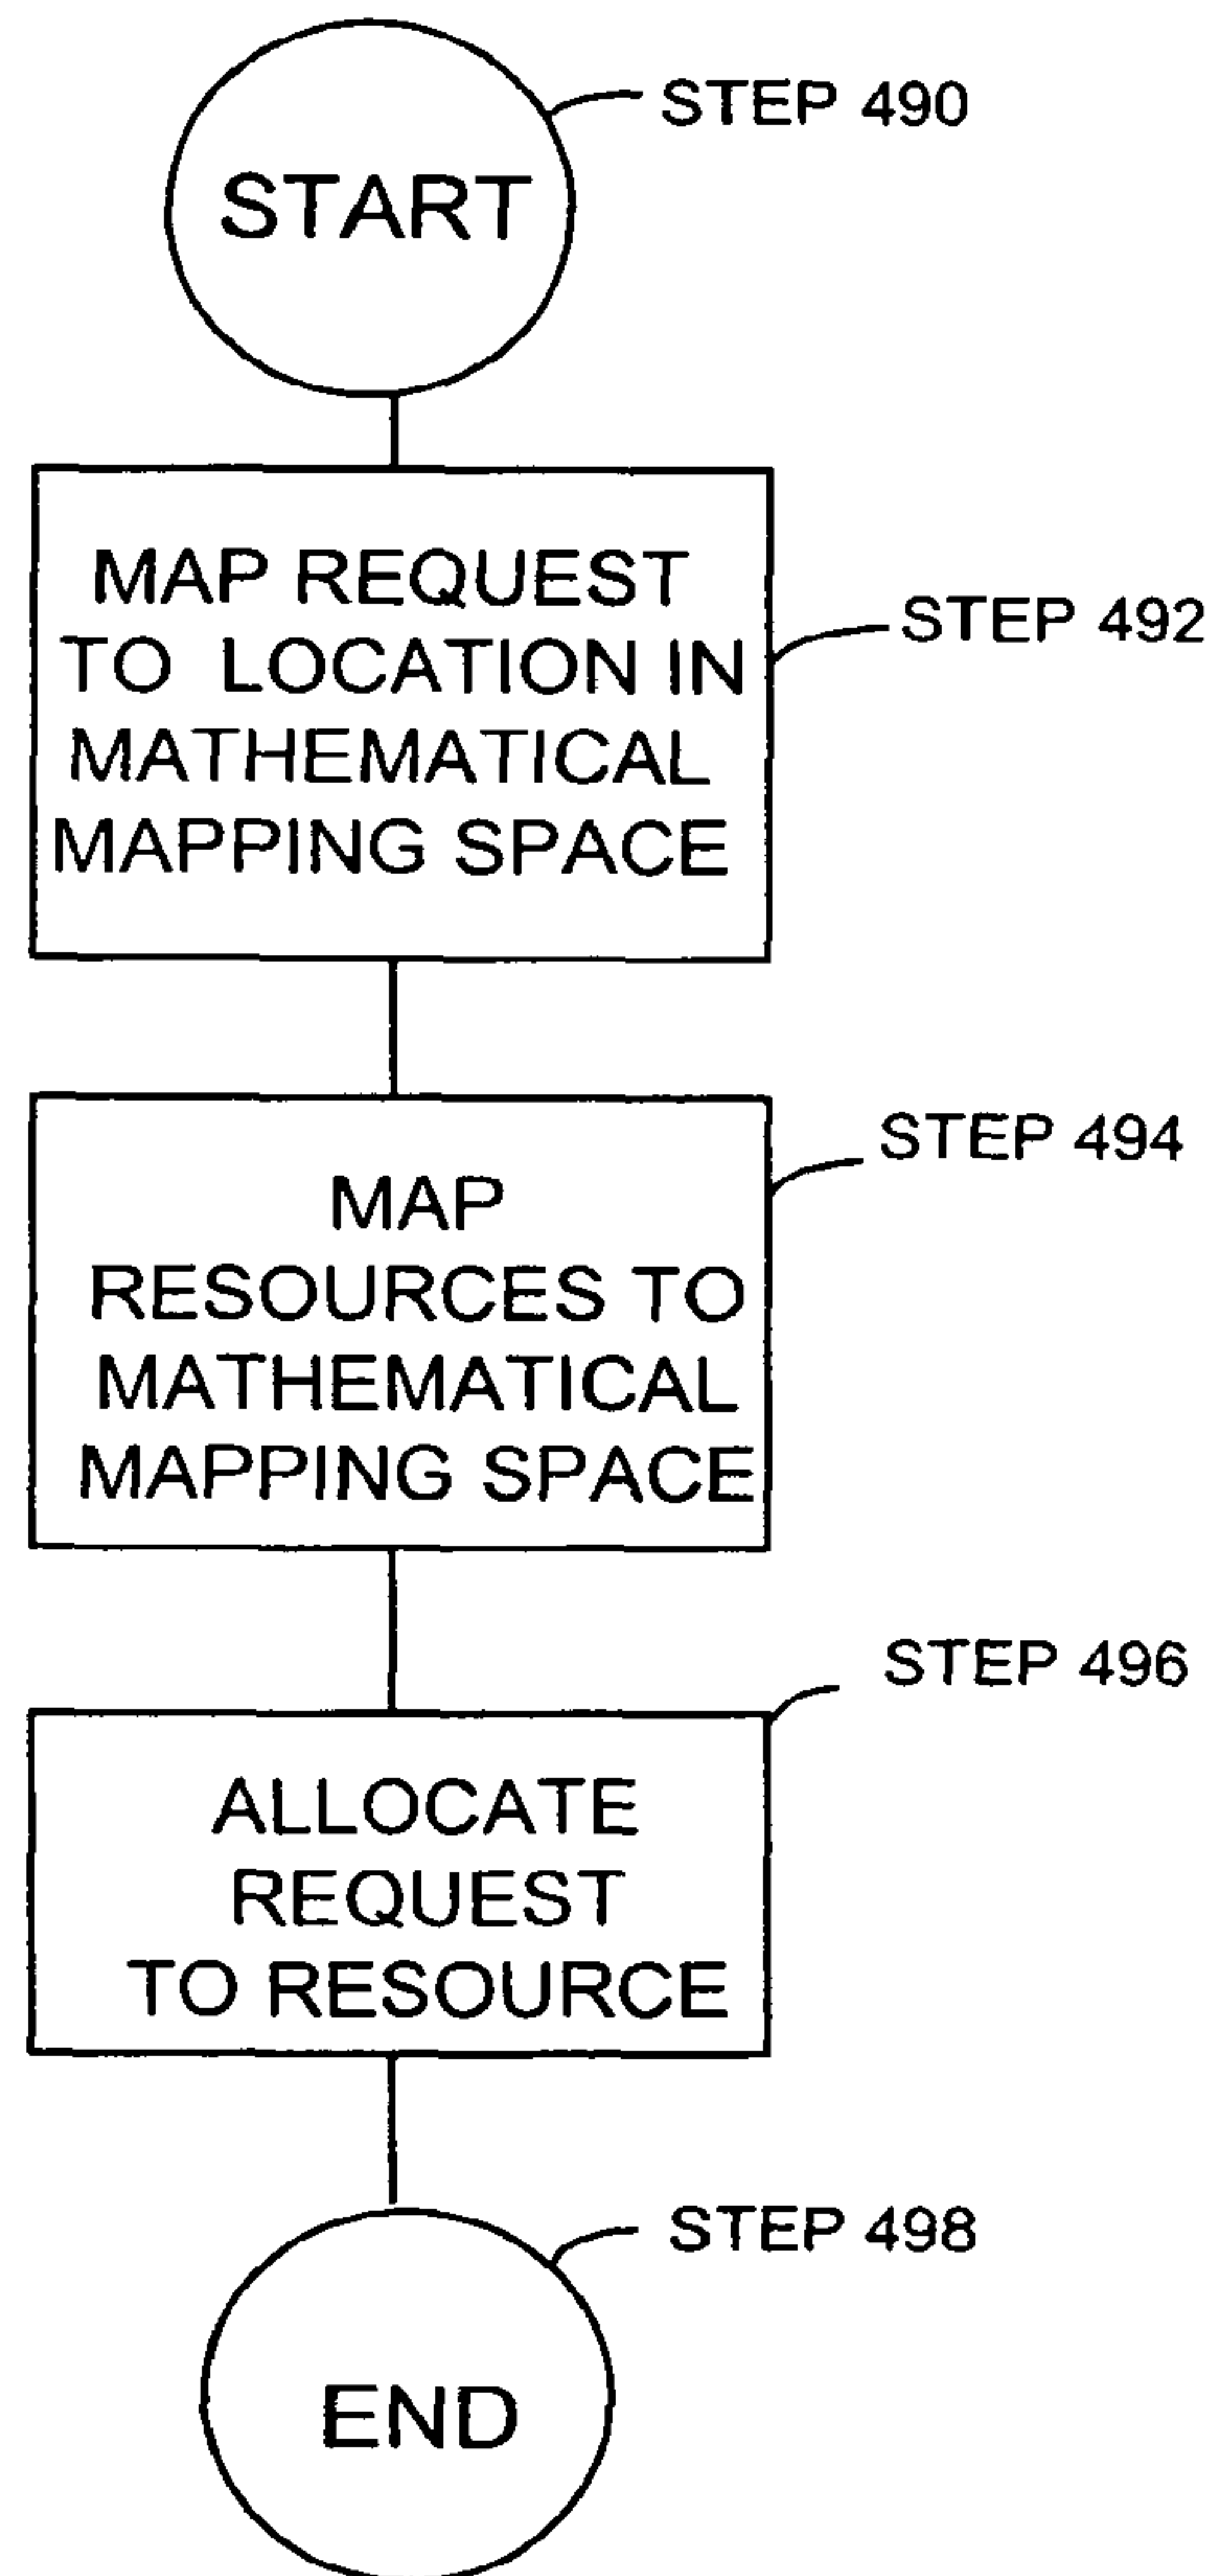 START
STEP 490
MAP REQUEST
TO LOCATION IN
MATHEMATICAL
MAPPING SPACE
STEP 492
MAP
RESOURCES TO
MATHEMATICAL
MAPPING SPACE
STEP 494
ALLOCATE
REQUEST
TO RESOURCE
STEP 496
END
STEP 498